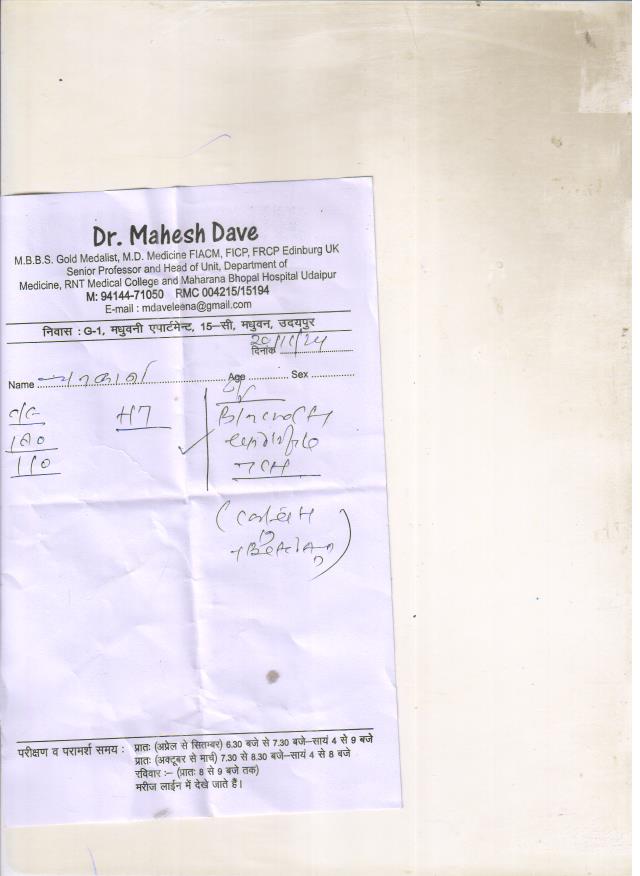 Dr. Mahesh Dave
M.B.B.S. Gold Medalist, M.D. Medicine FIACM, FICP, FRCP Edinburg UK
Senior Professor and Head of Unit, Department of
Medicine, RNT Medical College and Maharana Bhopal Hospital Udaipur
M: 94144-71050 RMC 004215/15194
E-mail : mdaveleena@gmail.com
निवास : G-1, मधुवनी एपार्टमेन्ट, 15–सी, मधुवन, उदयपुर
दिनांक 20/11/24
Name Age Sex
HT
180
110
परीक्षण व परामर्श समय : प्रातः (अप्रेल से सितम्बर) 6.30 बजे से 7.30 बजे–सायं 4 से 9 बजे
प्रातः (अक्टूबर से मार्च) 7.30 से 8.30 बजे–सायं 4 से 8 बजे
रविवार :– (प्रातः 8 से 9 बजे तक)
मरीज लाईन में देखे जाते हैं।